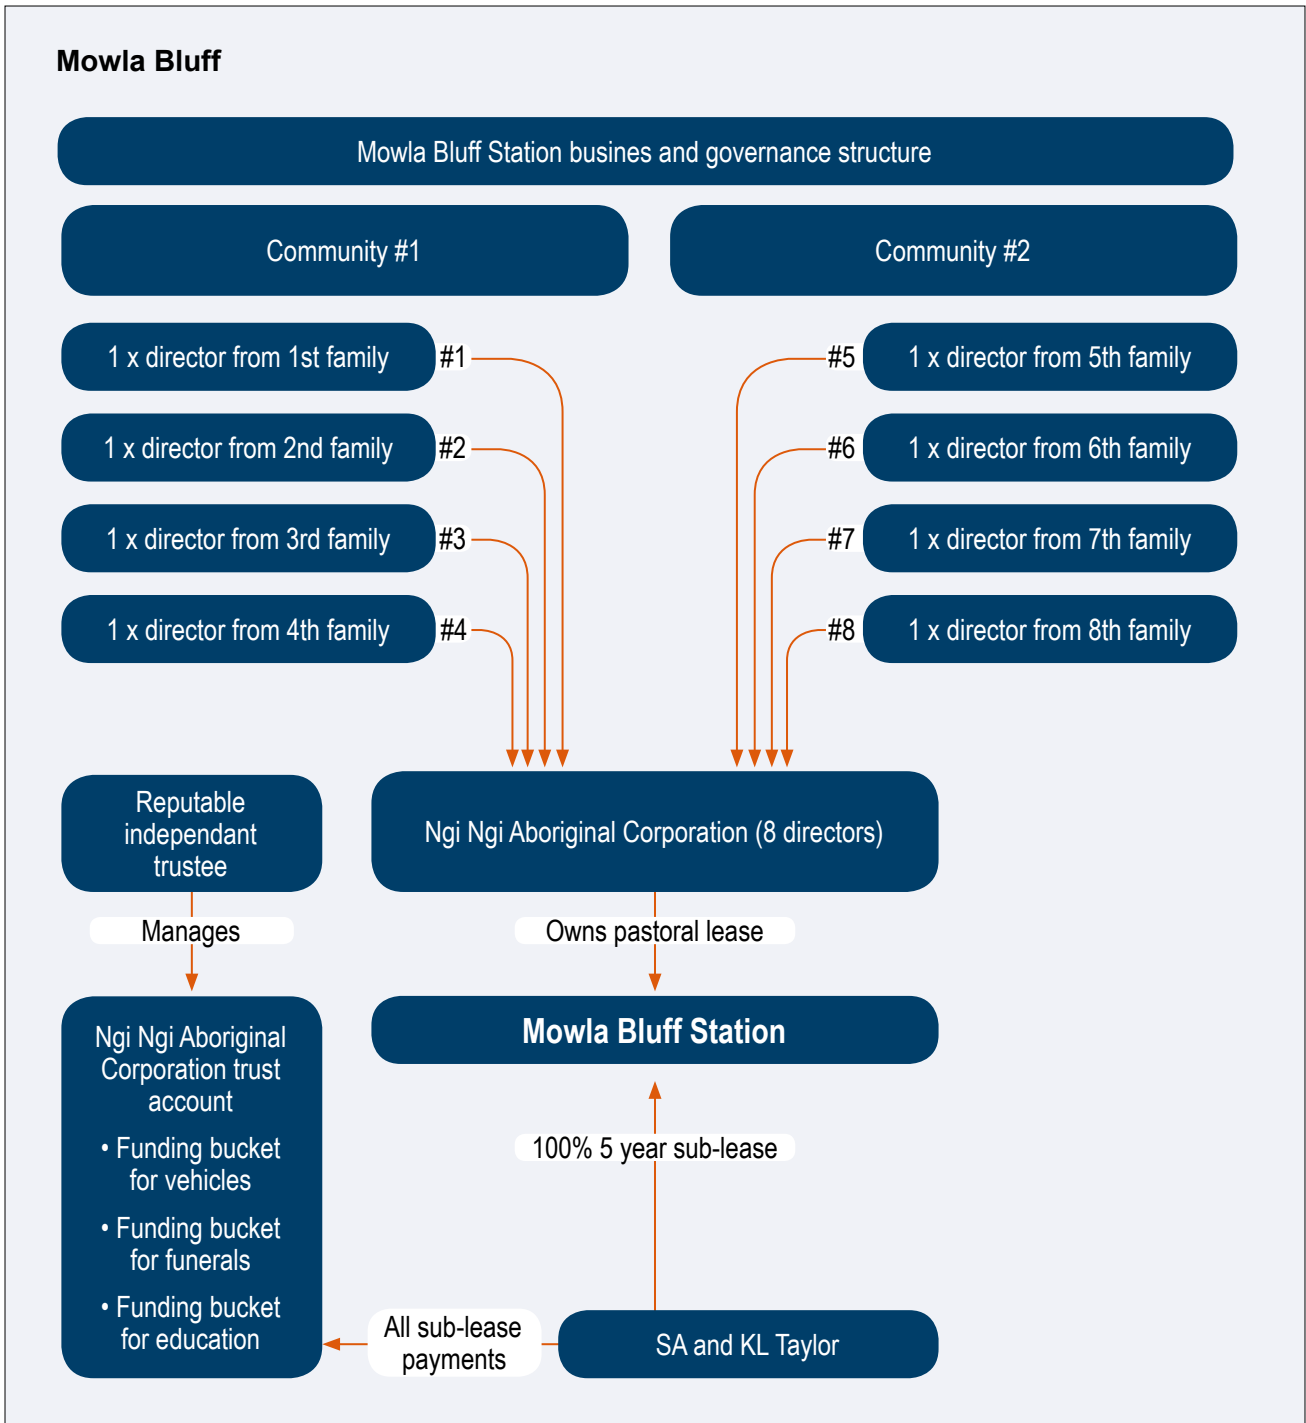 Mowla Bluff
Mowla Bluff Station busines and governance structure
Community #1
Community #2
1 x director from 1st family
#1
#5
1 x director from 5th family
1 x director from 2nd family
#2
#6
1 x director from 6th family
1 x director from 3rd family
#3
#7
1 x director from 7th family
1 x director from 4th family
#4
#8
1 x director from 8th family
Reputable
independant
trustee
Ngi Ngi Aboriginal Corporation (8 directors)
Manages
Owns pastoral lease
Ngi Ngi Aboriginal
Corporation trust
account
• Funding bucket
for vehicles
• Funding bucket
for funerals
• Funding bucket
for education
Mowla Bluff Station
100% 5 year sub-lease
All sub-lease
payments
SA and KL Taylor